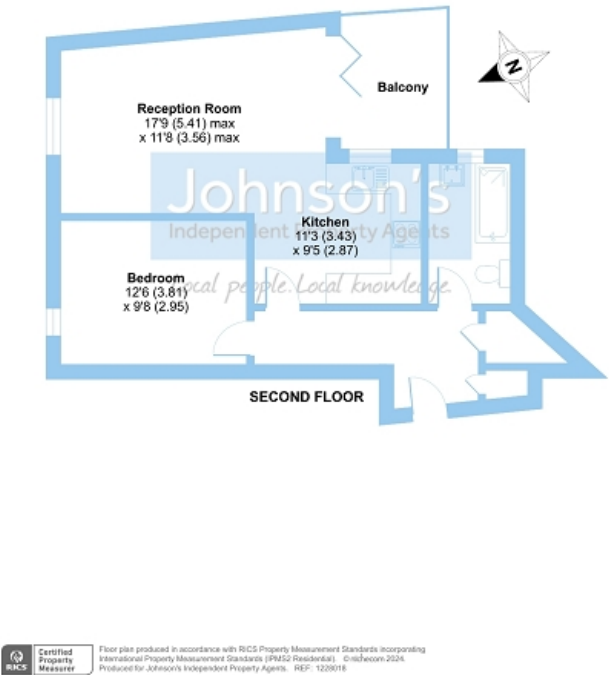 Balcony
N
Reception Room
17'9 (5.41) max
x 11'8 (3.56) max
Johnson's
Independent Property Agents
Local people. Local knowledge.
Kitchen
11'3 (3.43)
x 9'5 (2.87)
Bedroom
12'6 (3.81)
x 9'8 (2.95)
SECOND FLOOR
RICS
Certified
Property
Measurer
Floor plan produced in accordance with RICS Property Measurement Standards incorporating
International Property Measurement Standards (IPMS2 Residential). ©nichecom 2024.
Produced for Johnson's Independent Property Agents. REF: 1228018